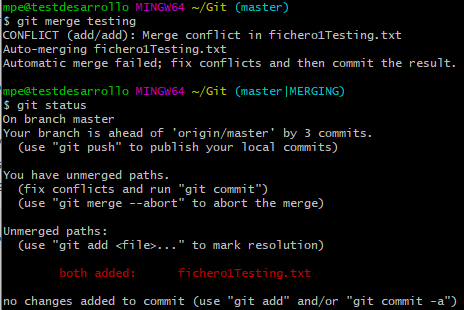 mpe@testdesarrollo MINGW64 ~/Git (master)
$ git merge testing
CONFLICT (add/add): Merge conflict in fichero1Testing.txt
Auto-merging fichero1Testing.txt
Automatic merge failed; fix conflicts and then commit the result.
mpe@testdesarrollo MINGW64 ~/Git (master|MERGING)
$ git status
On branch master
Your branch is ahead of 'origin/master' by 3 commits.
(use "git push" to publish your local commits)
You have unmerged paths.
(fix conflicts and run "git commit")
(use "git merge --abort" to abort the merge)
Unmerged paths:
(use "git add <file>..." to mark resolution)
both added: fichero1Testing.txt
no changes added to commit (use "git add" and/or "git commit -a")